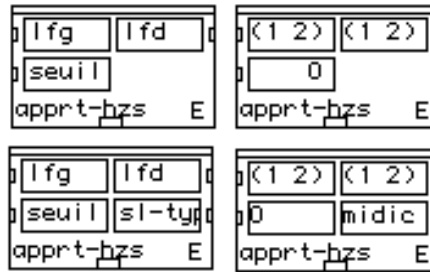 lfg lfd (1 2) (1 2)
seuil 0
apprt-hzs E apprt-hzs E
lfg lfd (1 2) (1 2)
seuil sl-typ 0 midic
apprt-hzs E apprt-hzs E